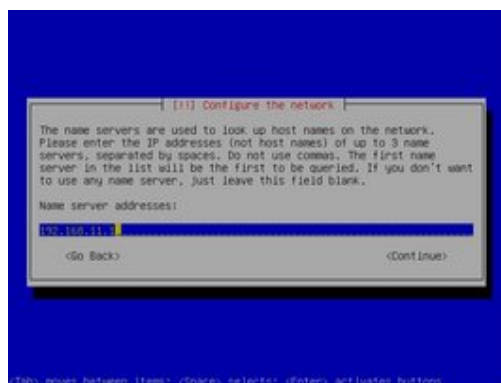 [!!] Configure the network
The name servers are used to look up host names on the network.
Please enter the IP addresses (not host names) of up to 3 name
servers, separated by spaces. Do not use commas. The first name
server in the list will be the first to be queried. If you don't want
to use any name server, just leave this field blank.
Name server addresses:
192.168.11.1
<Go Back>
<Continue>
<Tab> moves between items; <Space> selects; <Enter> activates buttons